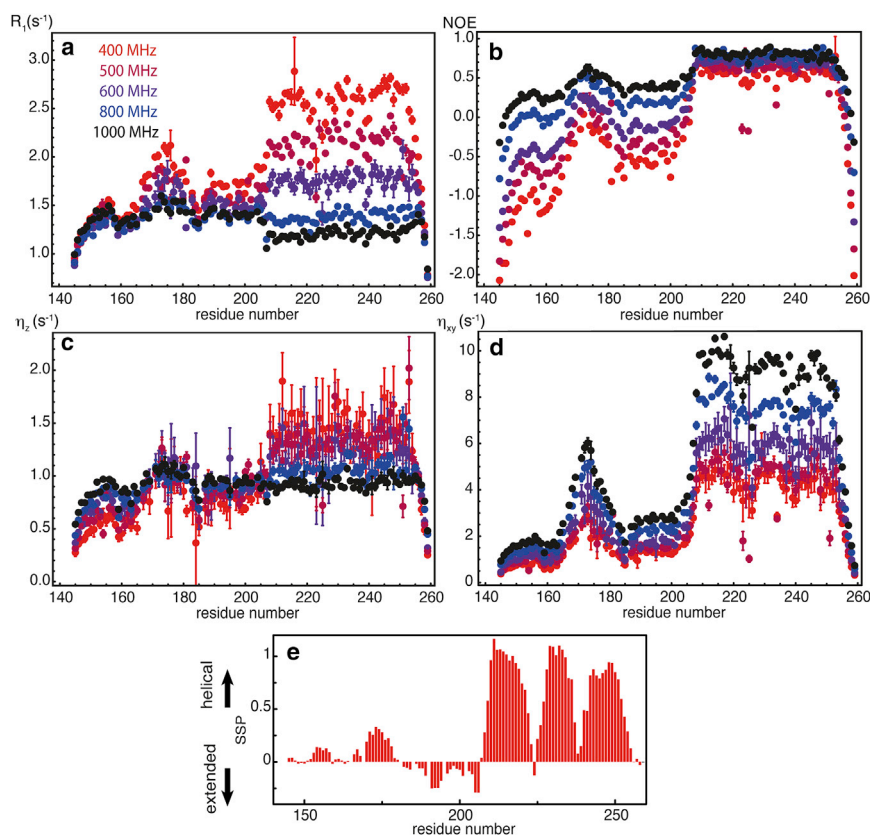 R1(s-1)
a
400 MHz
500 MHz
600 MHz
800 MHz
1000 MHz
3.0
2.5
2.0
1.5
1.0
140 160 180 200 220 240 260
residue number
NOE
b
1.0
0.5
0.0
-0.5
-1.0
-1.5
-2.0
140 160 180 200 220 240 260
residue number
ηz (s-1)
c
2.0
1.5
1.0
0.5
0.0
140 160 180 200 220 240 260
residue number
ηxy (s-1)
d
10
8
6
4
2
0
140 160 180 200 220 240 260
residue number
e
helical
extended
SSP
1
0.5
0
150 200 250
residue number